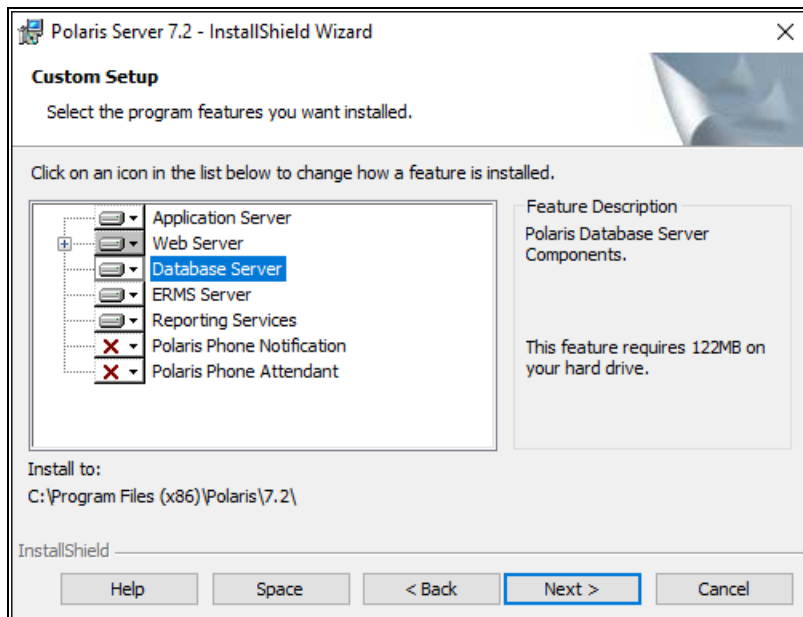 Polaris Server 7.2 - InstallShield Wizard
Custom Setup
Select the program features you want installed.
Click on an icon in the list below to change how a feature is installed.
Application Server
Web Server
Database Server
ERMS Server
Reporting Services
Polaris Phone Notification
Polaris Phone Attendant
Feature Description
Polaris Database Server
Components.
This feature requires 122MB on
your hard drive.
Install to:
C:\Program Files (x86)\Polaris\7.2\
InstallShield
Help
Space
< Back
Next >
Cancel